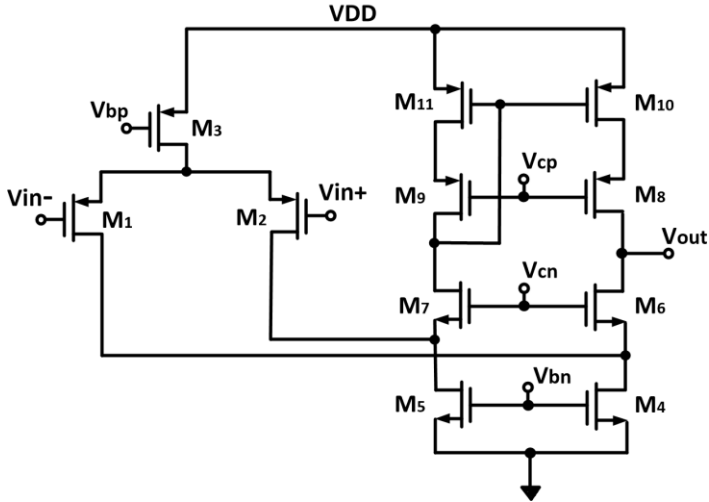 VDD
Vbp
M3
M11
M10
Vin-
M1
M2
Vin+
M9
Vcp
M8
Vout
M7
Vcn
M6
M5
Vbn
M4